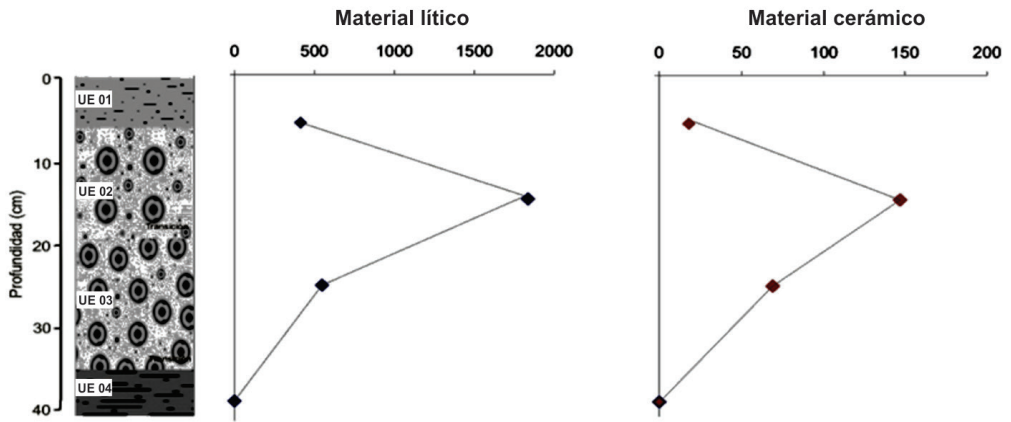 Material lítico
Material cerámico
0 500 1000 1500 2000
0 50 100 150 200
Profundidad (cm)
0
10
20
30
40
UE 01
UE 02
Transición
UE 03
UE 04